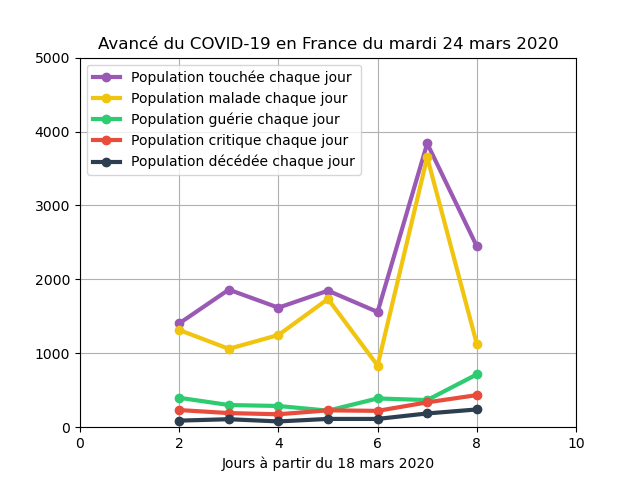 Avancé du COVID-19 en France du mardi 24 mars 2020
5000
4000
3000
2000
1000
0
Population touchée chaque jour
Population malade chaque jour
Population guérie chaque jour
Population critique chaque jour
Population décédée chaque jour
0 2 4 6 8 10
Jours à partir du 18 mars 2020